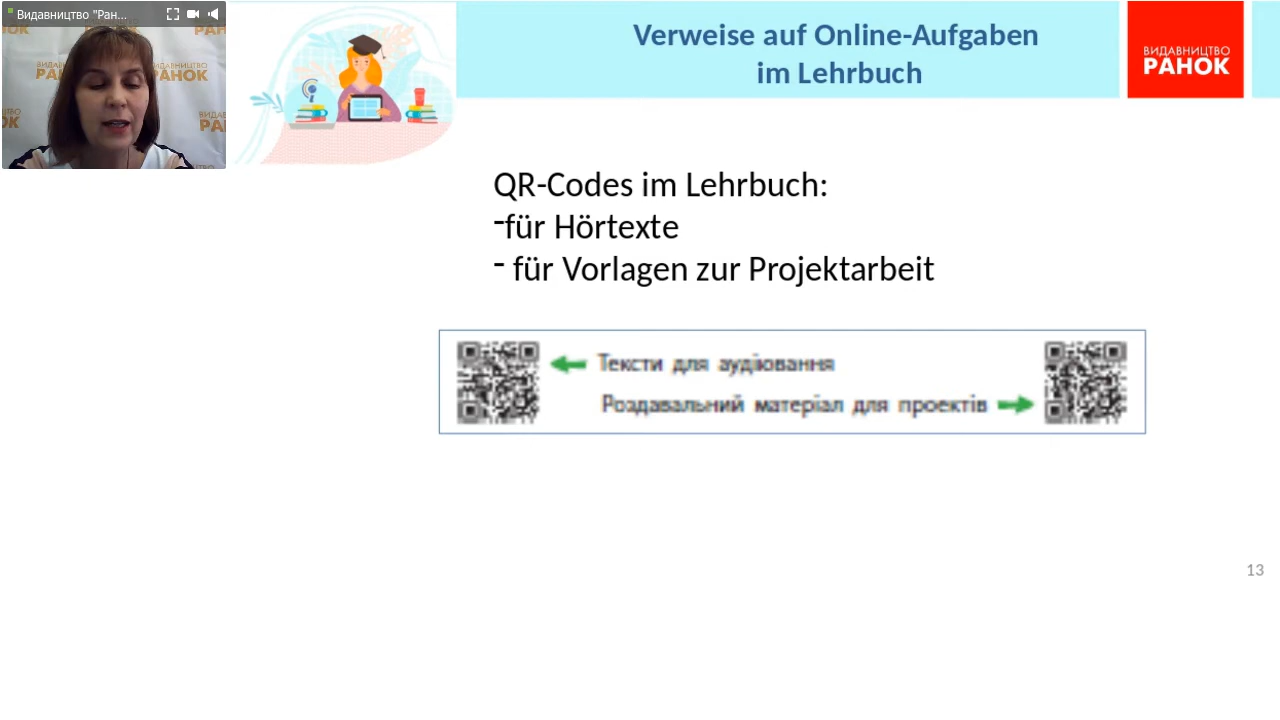 Видавництво "Ран...
Verweise auf Online-Aufgaben
im Lehrbuch
ВИДАВНИЦТВО
РАНОК
QR-Codes im Lehrbuch:
-für Hörtexte
- für Vorlagen zur Projektarbeit
Тексти для аудіювання
Роздавальний матеріал для проектів
13